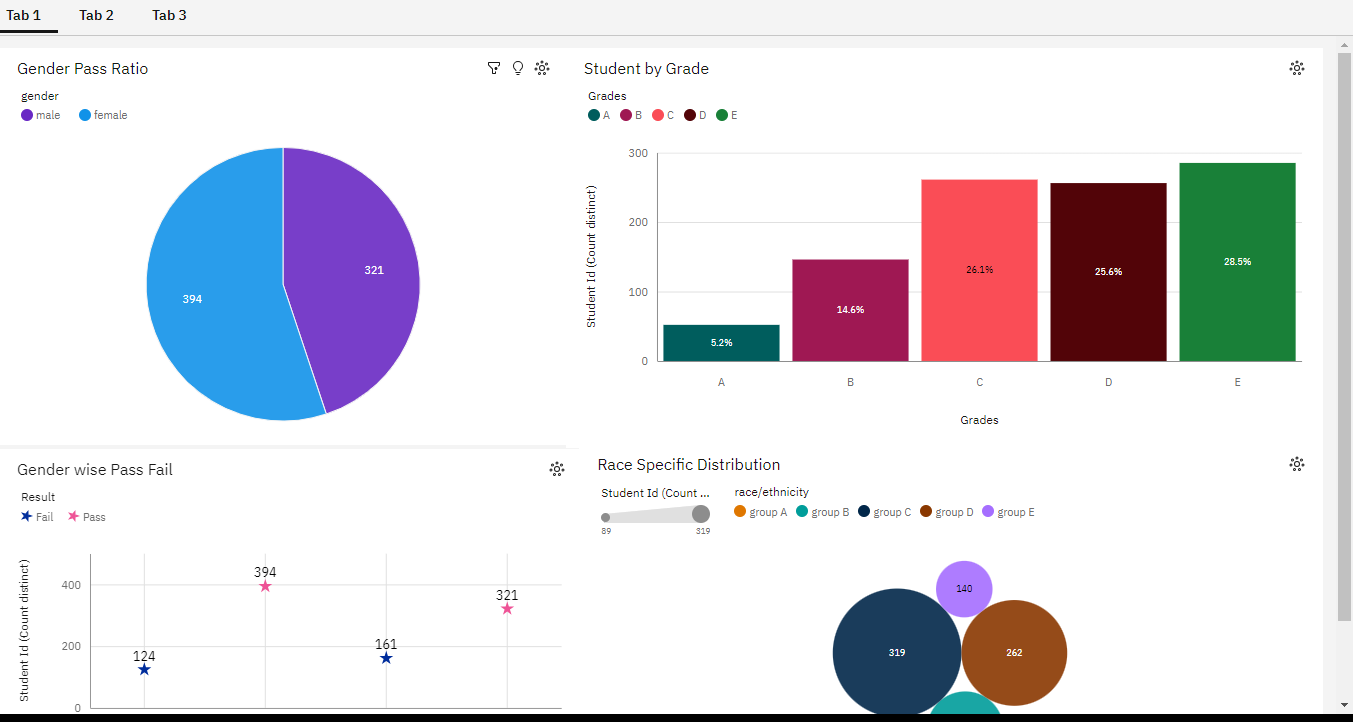 Tab 1 Tab 2 Tab 3
Gender Pass Ratio
gender
male female
321
394
Student by Grade
Grades
A B C D E
Student Id (Count distinct)
300
200
100
0
5.2%
14.6%
26.1%
25.6%
28.5%
A B C D E
Grades
Gender wise Pass Fail
Result
Fail Pass
Student Id (Count distinct)
400
200
0
124
394
161
321
Race Specific Distribution
Student Id (Count ...
89 319
race/ethnicity
group A group B group C group D group E
140
319
262